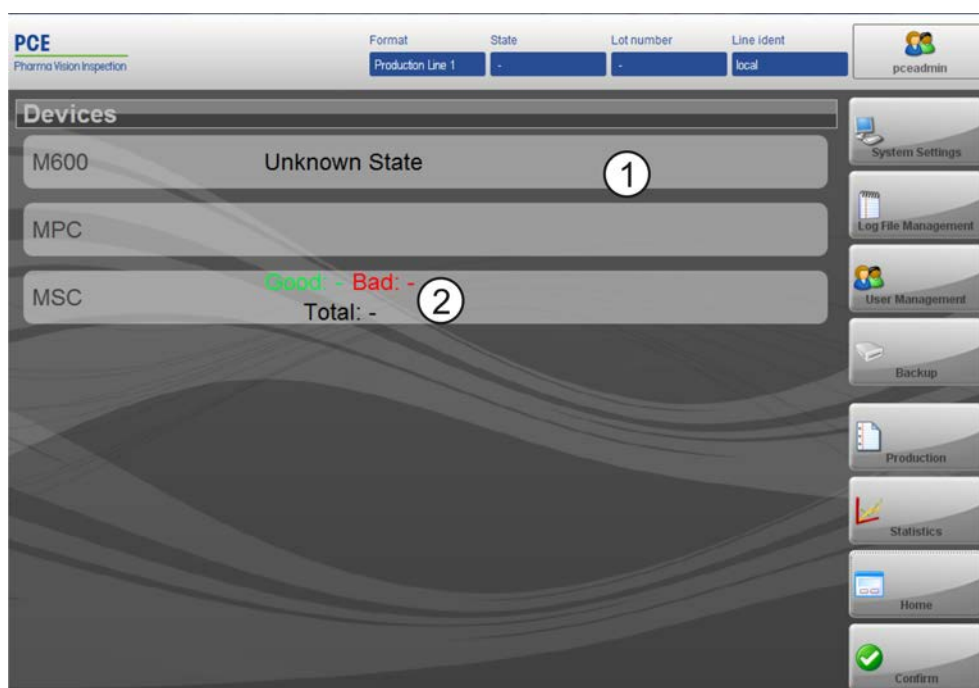 PCE
Pharma Vision Inspection
Format State Lot number Line ident
Production Line 1 - - local
pceadmin
Devices
M600 Unknown State 1
MPC
MSC Good: - Bad: - 2
Total: -
System Settings
Log File Management
User Management
Backup
Production
Statistics
Home
Confirm